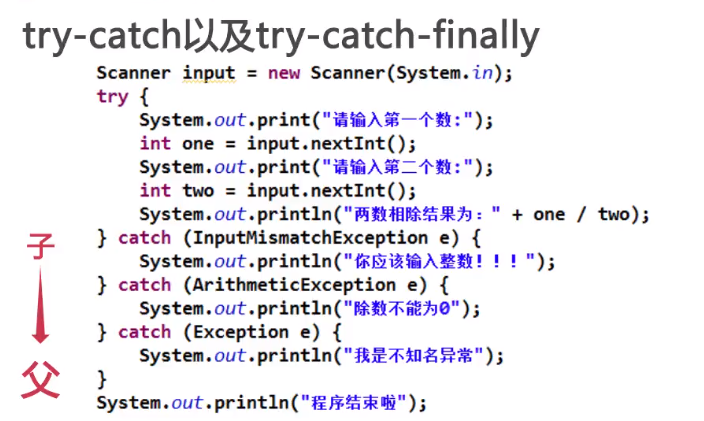 try-catch以及try-catch-finally
Scanner input = new Scanner(System.in);
try {
System.out.print("请输入第一个数:");
int one = input.nextInt();
System.out.print("请输入第二个数:");
int two = input.nextInt();
System.out.println("两数相除结果为：" + one / two);
} catch (InputMismatchException e) {
System.out.println("你应该输入整数！！！");
} catch (ArithmeticException e) {
System.out.println("除数不能为0");
} catch (Exception e) {
System.out.println("我是不知名异常");
}
System.out.println("程序结束啦");
子
父